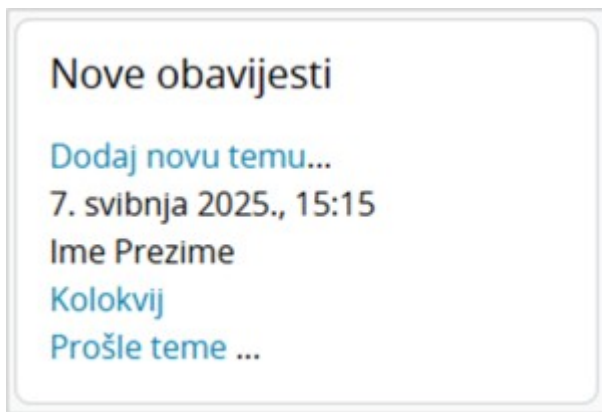 Nove obavijesti
Dodaj novu temu...
7. svibnja 2025., 15:15
Ime Prezime
Kolokvij
Prošle teme ...